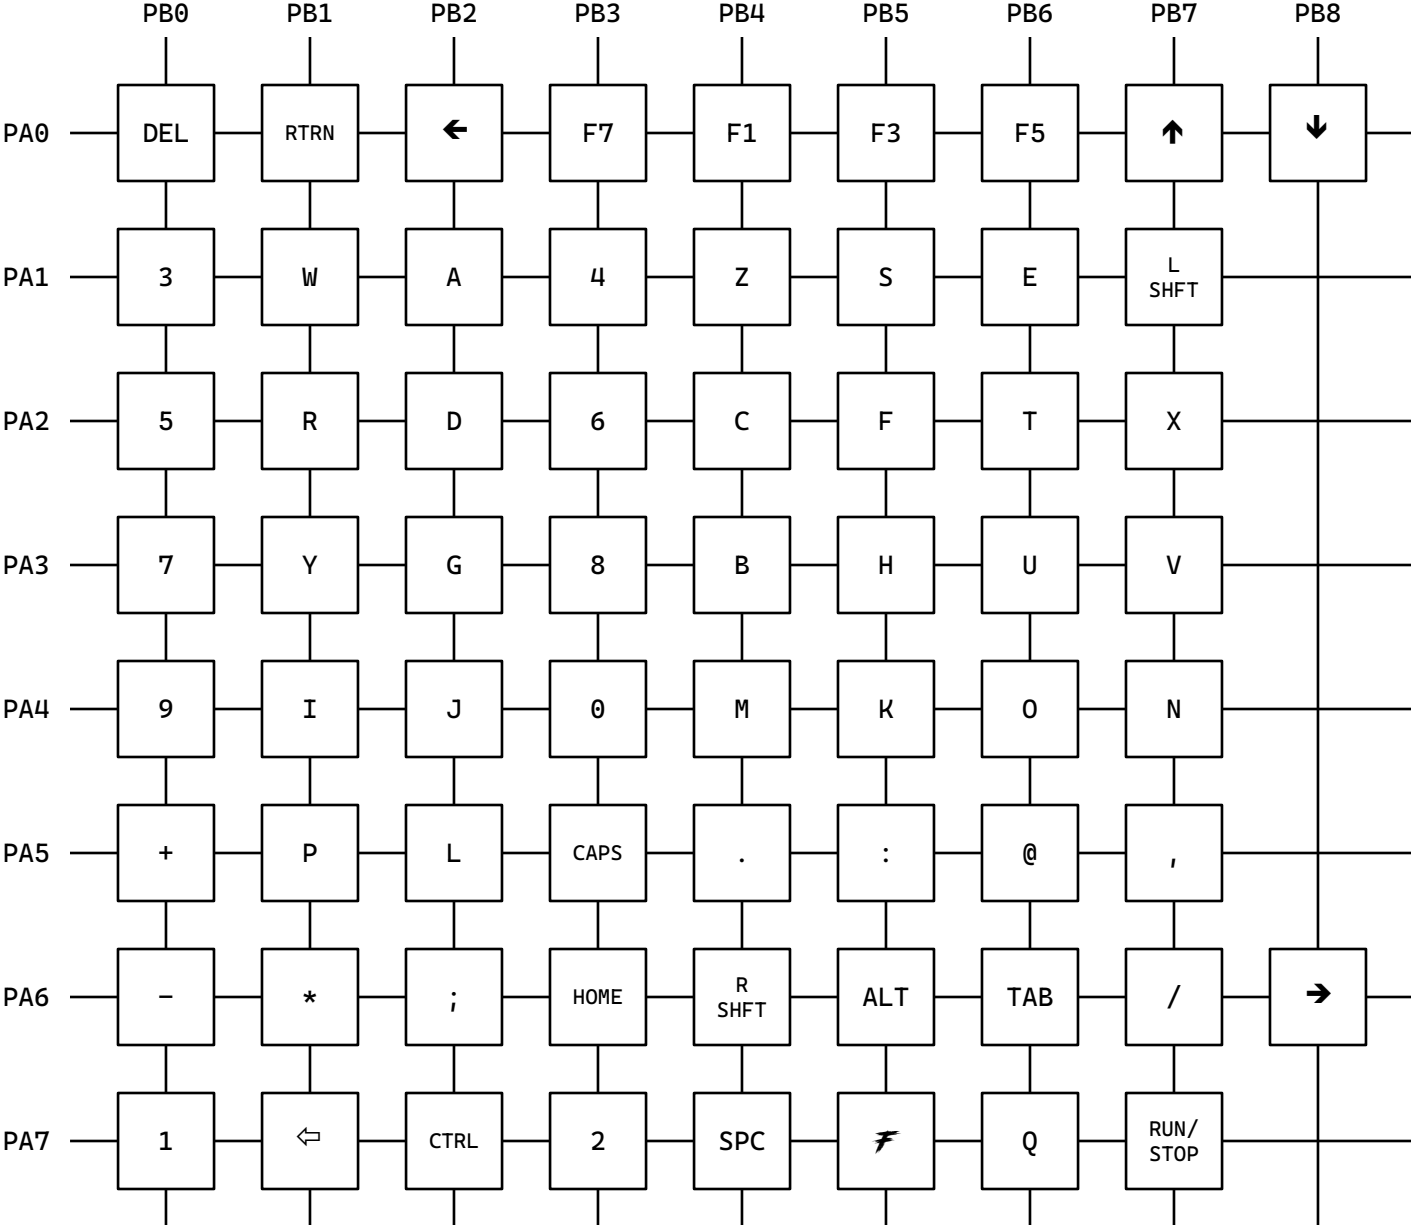 PB0 PB1 PB2 PB3 PB4 PB5 PB6 PB7 PB8
PA0 DEL RTRN 🡨 F7 F1 F3 F5 🡩 🡫
PA1 3 W A 4 Z S E L SHFT
PA2 5 R D 6 C F T X
PA3 7 Y G 8 B H U V
PA4 9 I J 0 M K O N
PA5 + P L CAPS . : @ ,
PA6 − * ; HOME R SHFT ALT TAB / 🡪
PA7 1 ⇦ CTRL 2 SPC F Q RUN/ STOP